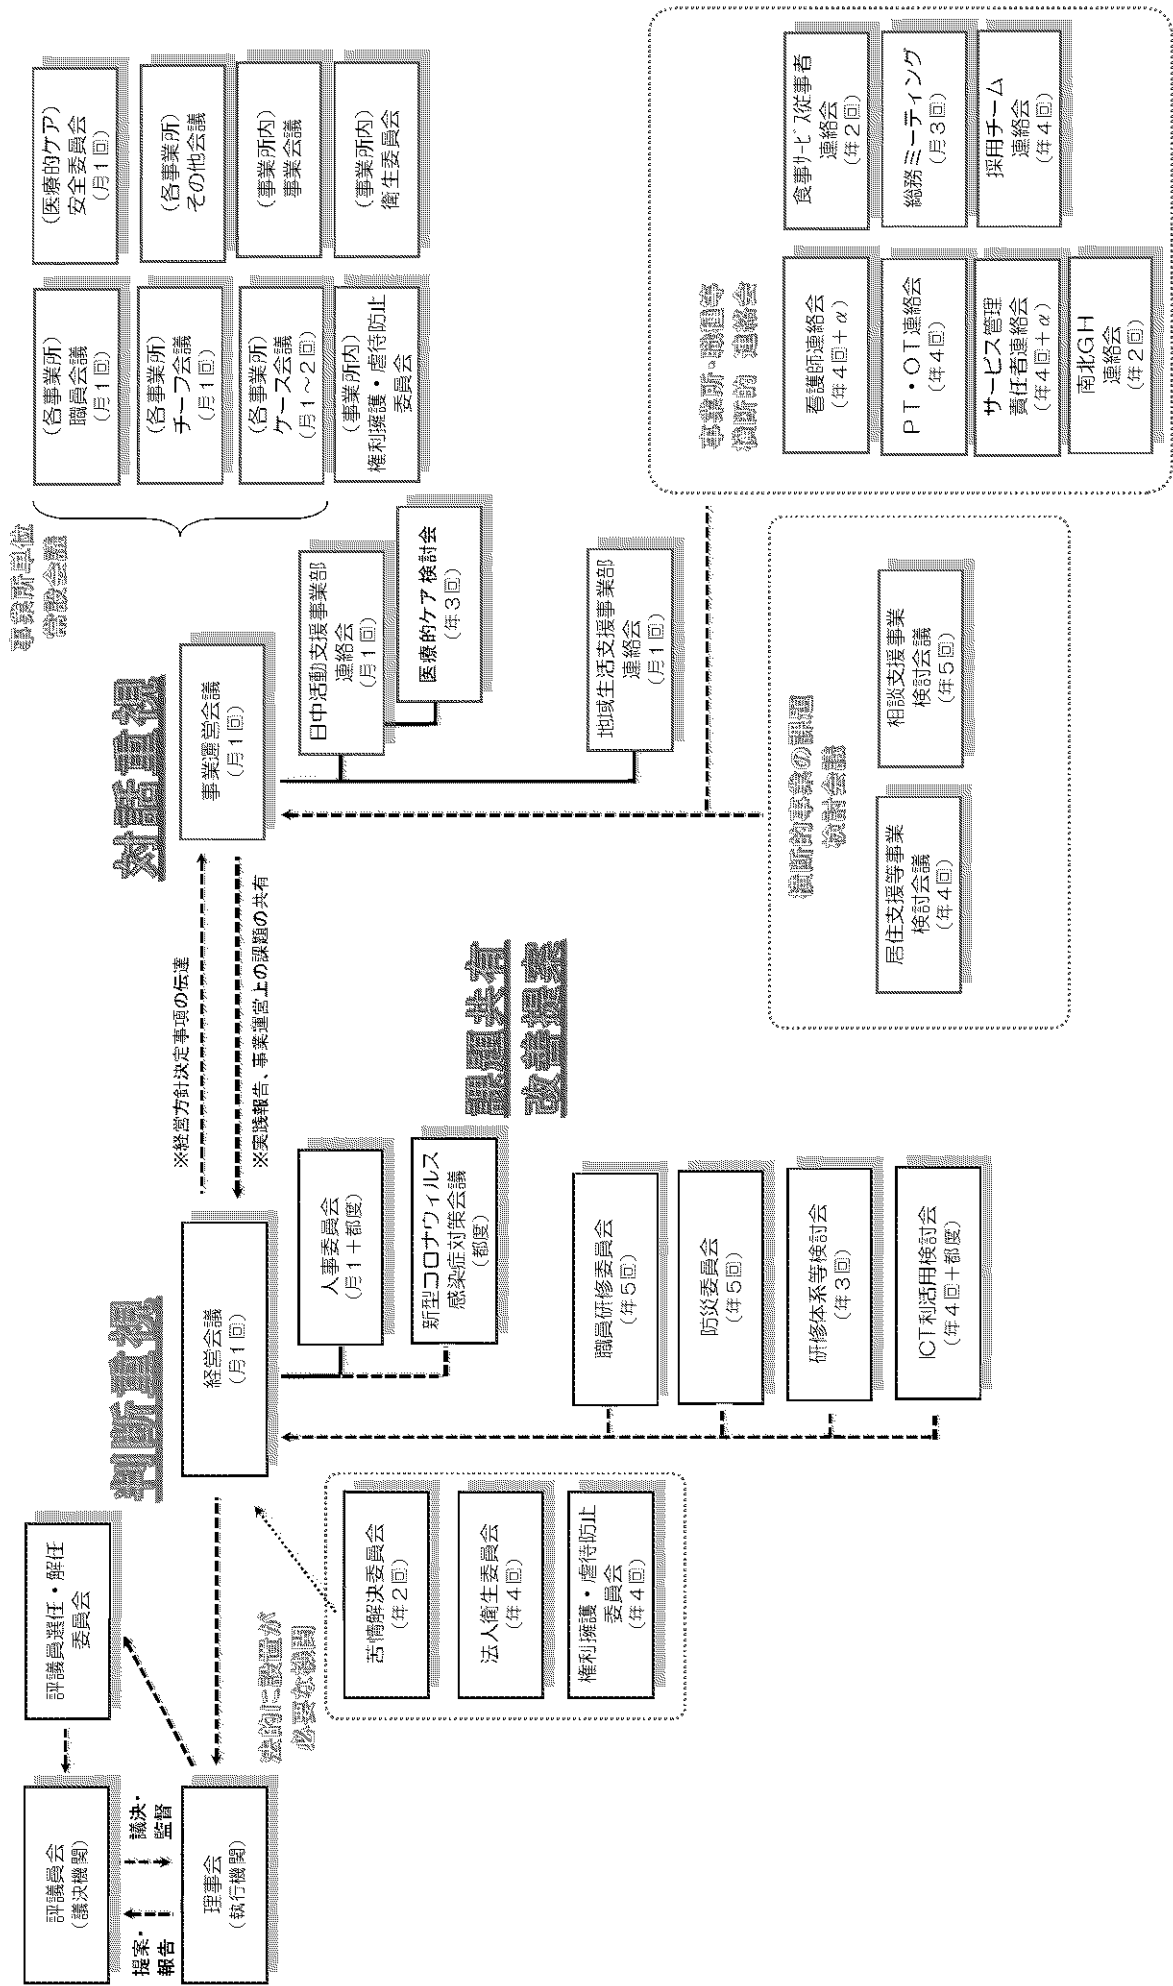 評議員会
（議決機関）
提案・
報告
議決・
監督
理事会
（執行機関）
評議員選任・解任
委員会
法的に設置が
必要な機関
苦情解決委員会
（年２回）
法人衛生委員会
（年４回）
権利擁護・虐待防止
委員会
（年４回）
判断重視
経営会議
（月１回）
人事委員会
（月１＋都度）
新型コロナウィルス
感染症対策会議
（都度）
職員研修委員会
（年５回）
防災委員会
（年５回）
研修体系等検討会
（年３回）
ICT利活用検討会
（年４回＋都度）
※経営方針決定事項の伝達
※実践報告、事業運営上の課題の共有
課題共有
改善提案
対話重視
事業運営会議
（月１回）
日中活動支援事業部
連絡会
（月１回）
医療的ケア検討会
（年３回）
地域生活支援事業部
連絡会
（月１回）
横断的事業の課題
検討会議
居住支援等事業
検討会議
（年４回）
相談支援事業
検討会議
（年５回）
事業所単位
常設会議
（各事業所）
職員会議
（月１回）
（各事業所）
チーフ会議
（月１回）
（各事業所）
ケース会議
（月１～２回）
（事業所内）
権利擁護・虐待防止
委員会
（医療的ケア）
安全委員会
（月１回）
（各事業所）
その他会議
（事業所内）
事業会議
（事業所内）
衛生委員会
事業所・職種等
横断的　連絡会
看護師連絡会
（年４回＋α）
ＰＴ・ＯＴ連絡会
（年４回）
サービス管理
責任者連絡会
（年４回＋α）
南北GH
連絡会
（年２回）
食事サービス従事者
連絡会
（年２回）
総務ミーティング
（月３回）
採用チーム
連絡会
（年４回）